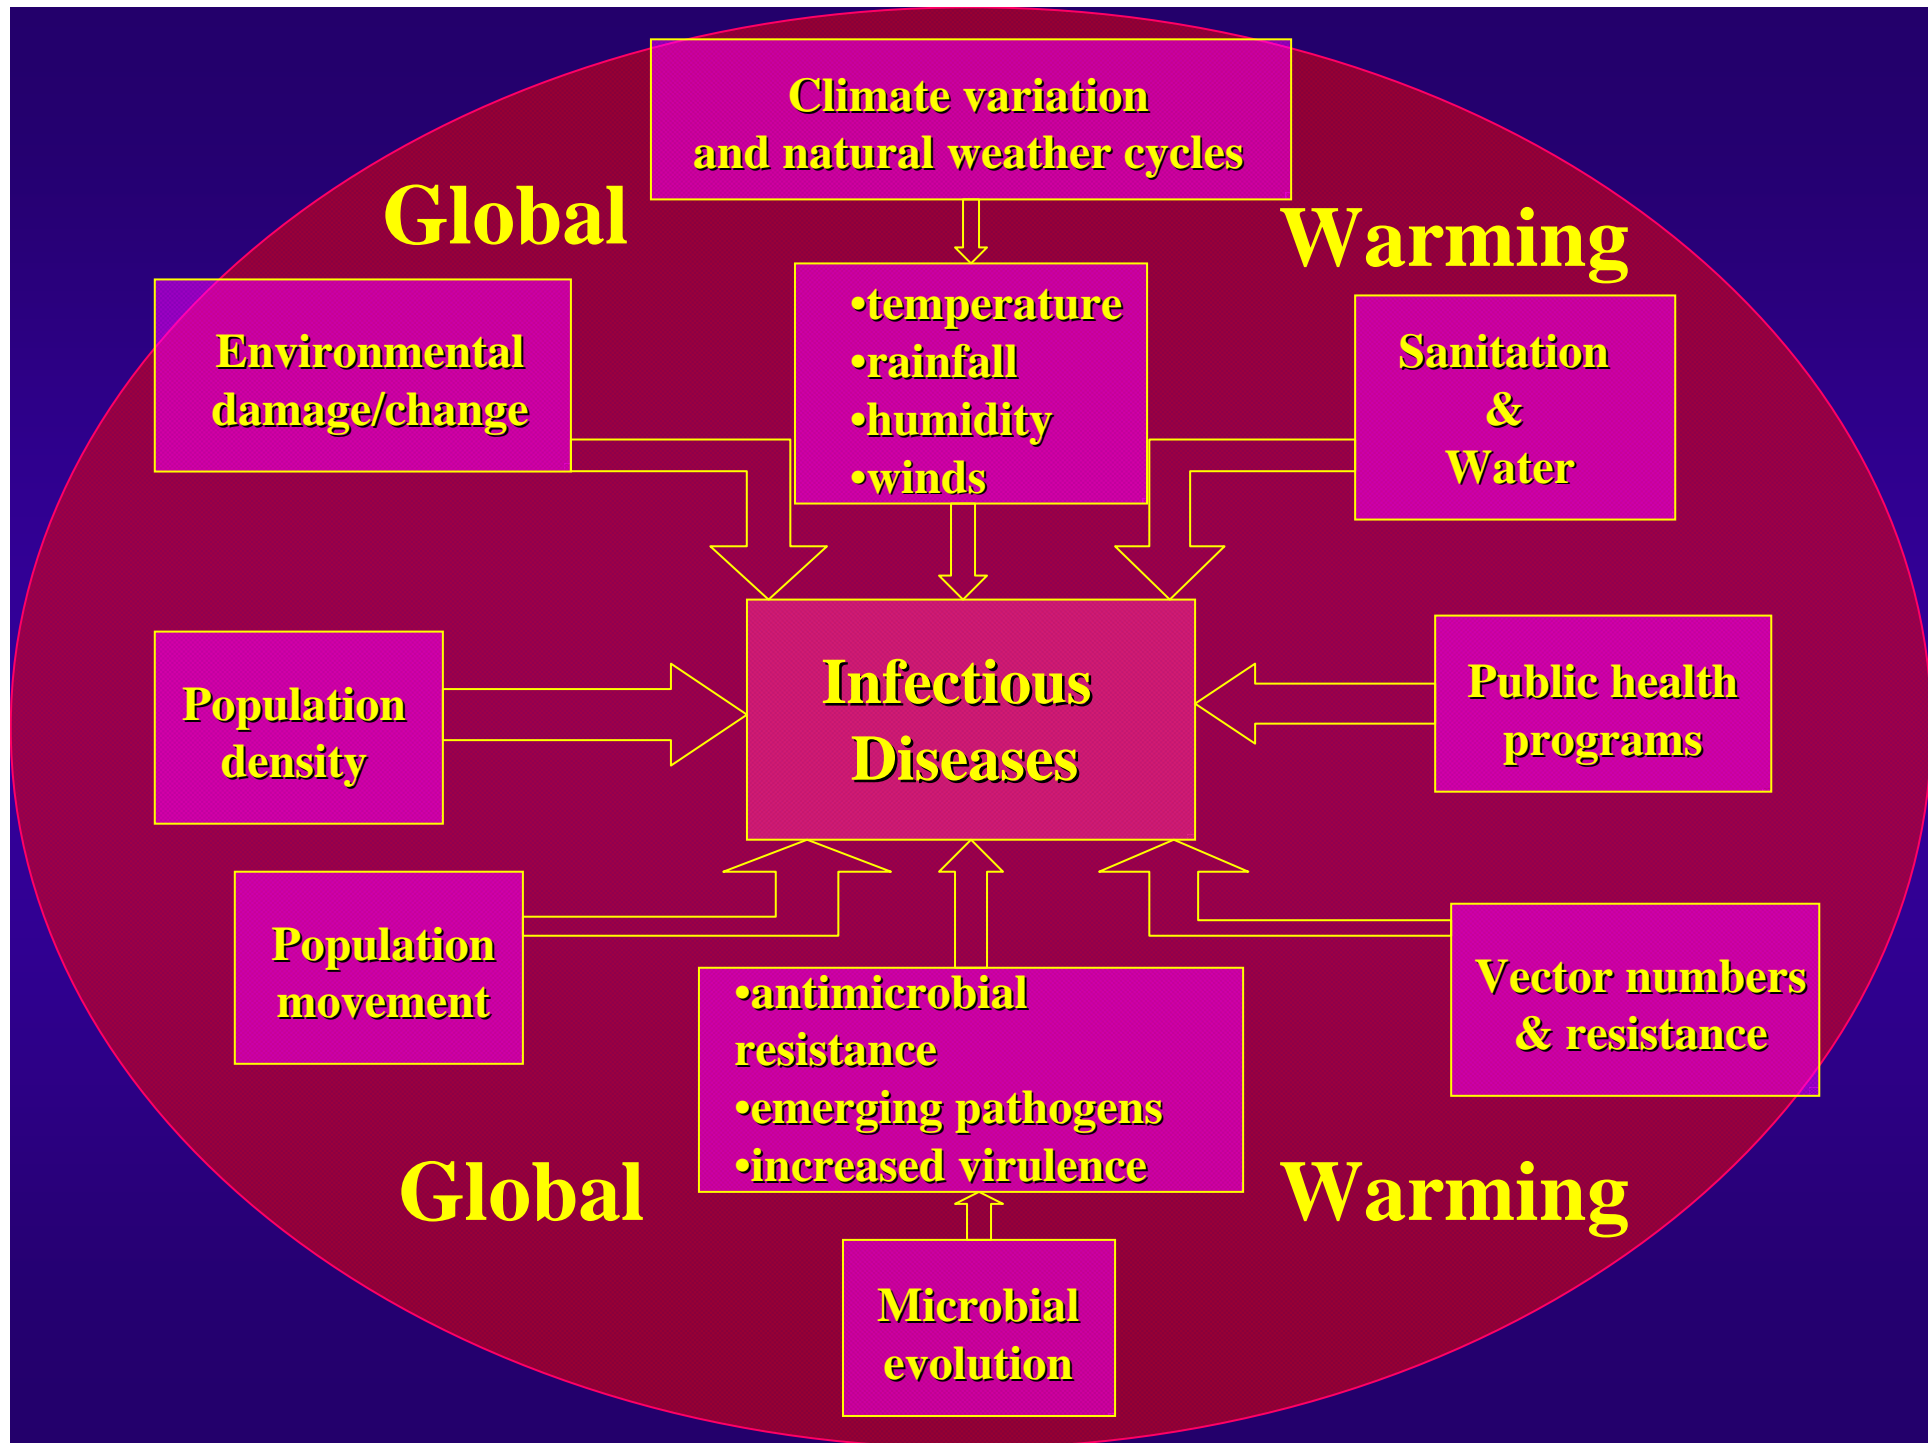 Climate variation
and natural weather cycles
Global
Warming
Environmental
damage/change
•temperature
•rainfall
•humidity
•winds
Sanitation
&
Water
Population
density
Infectious
Diseases
Public health
programs
Population
movement
•antimicrobial
resistance
•emerging pathogens
•increased virulence
Vector numbers
& resistance
Global
Warming
Microbial
evolution